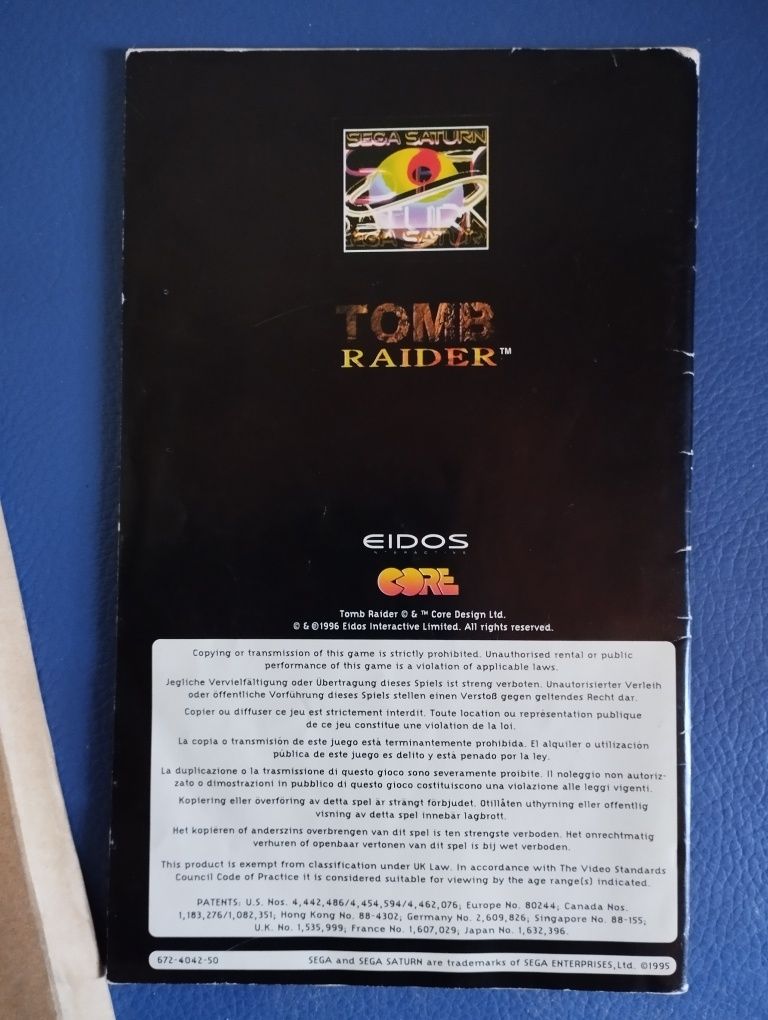 SEGA SATURN
TOMB
RAIDER™
EIDOS
INTERACTIVE
CORE
Tomb Raider © & ™ Core Design Ltd.
© & ℗1996 Eidos Interactive Limited. All rights reserved.
Copying or transmission of this game is strictly prohibited. Unauthorised rental or public
performance of this game is a violation of applicable laws.
Jegliche Vervielfältigung oder Übertragung dieses Spiels ist streng verboten. Unautorisierter Verleih
oder öffentliche Vorführung dieses Spiels stellen einen Verstoß gegen geltendes Recht dar.
Copier ou diffuser ce jeu est strictement interdit. Toute location ou représentation publique
de ce jeu constitue une violation de la loi.
La copia o transmisión de este juego está terminantemente prohibida. El alquiler o utilización
pública de este juego es delito y está penado por la ley.
La duplicazione o la trasmissione di questo gioco sono severamente proibite. Il noleggio non autoriz-
zato o dimostrazioni in pubblico di questo gioco costituiscono una violazione alle leggi vigenti.
Kopiering eller överföring av detta spel är strängt förbjudet. Otillåten uthyrning eller offentlig
visning av detta spel innebär lagbrott.
Het kopiëren of anderszins overbrengen van dit spel is ten strengste verboden. Het onrechtmatig
verhuren of openbaar vertonen van dit spel is bij wet verboden.
This product is exempt from classification under UK Law. In accordance with The Video Standards
Council Code of Practice it is considered suitable for viewing by the age range(s) indicated.
PATENTS: U.S. Nos. 4,442,486/4,454,594/4,462,076; Europe No. 80244; Canada Nos.
1,183,276/1,082,351; Hong Kong No. 88-4302; Germany No. 2,609,826; Singapore No. 88-155;
U.K. No. 1,535,999; France No. 1,607,029; Japan No. 1,632,396.
672-4042-50 SEGA and SEGA SATURN are trademarks of SEGA ENTERPRISES, Ltd. ©1995